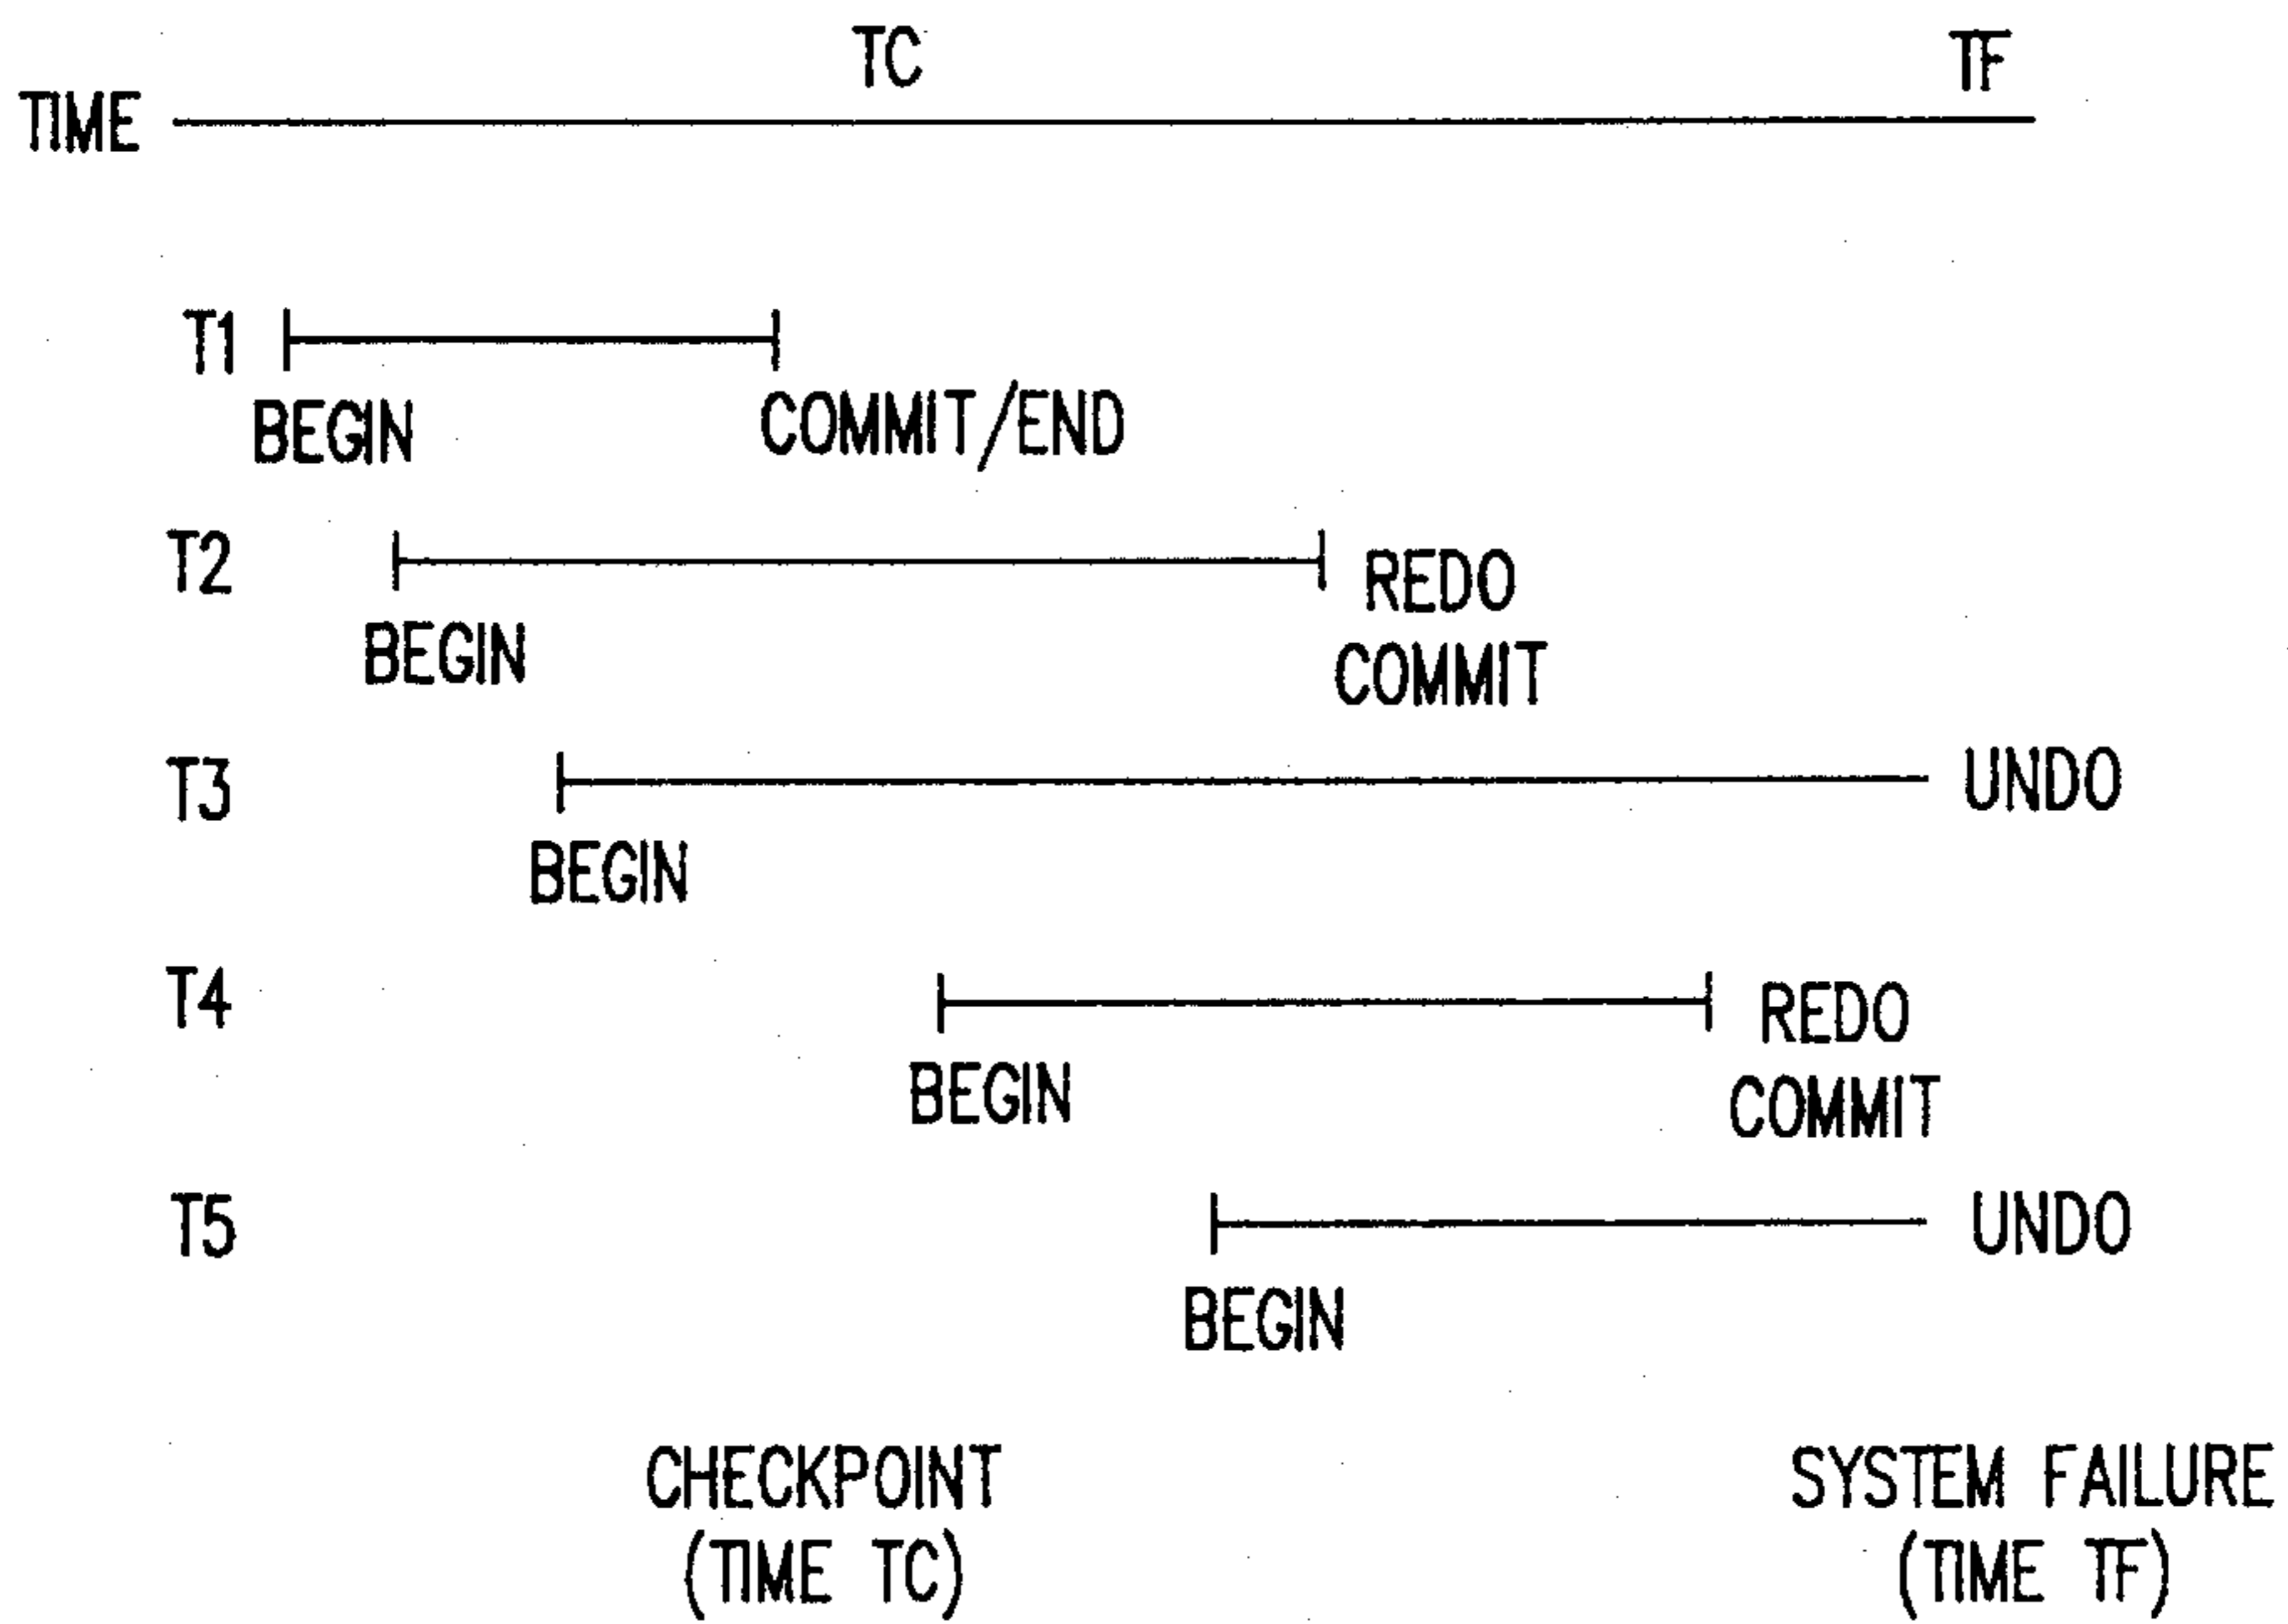 TC
TF
TIME
T1
BEGIN
COMMIT/END
T2
REDO
COMMIT
BEGIN
T3
UNDO
BEGIN
T4
REDO
COMMIT
BEGIN
T5
UNDO
BEGIN
CHECKPOINT
(TIME TC)
SYSTEM FAILURE
(TIME TF)